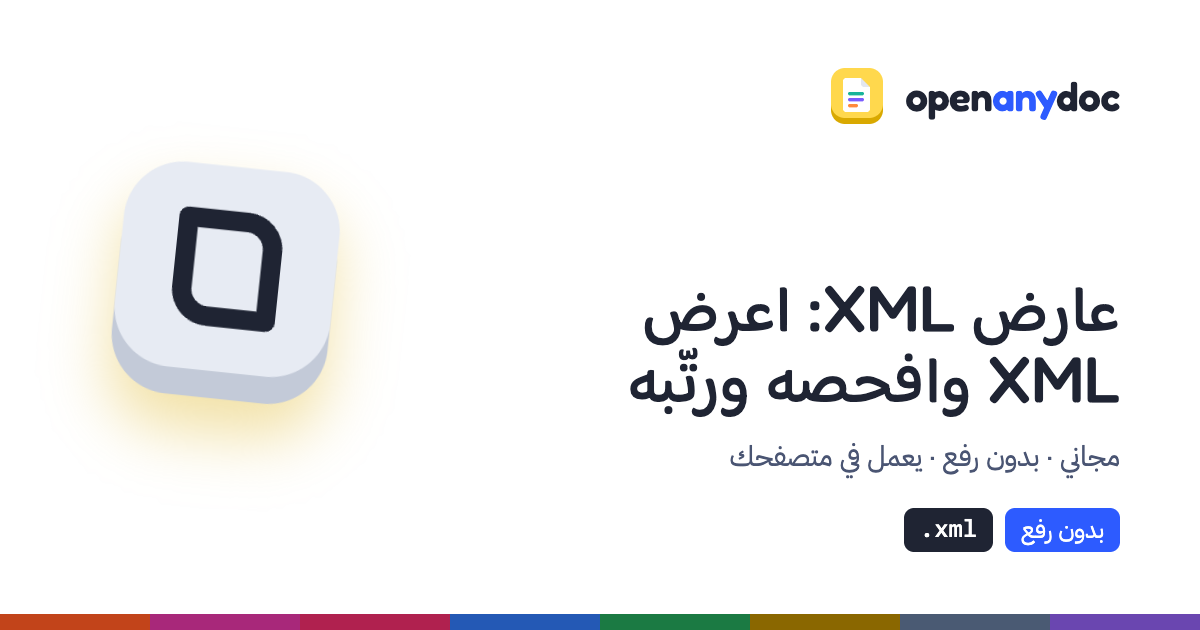 openanydoc
عارض XML: اعرض
XML وافحصه ورتّبه
مجاني · بدون رفع · يعمل في متصفحك
بدون رفع
.xml